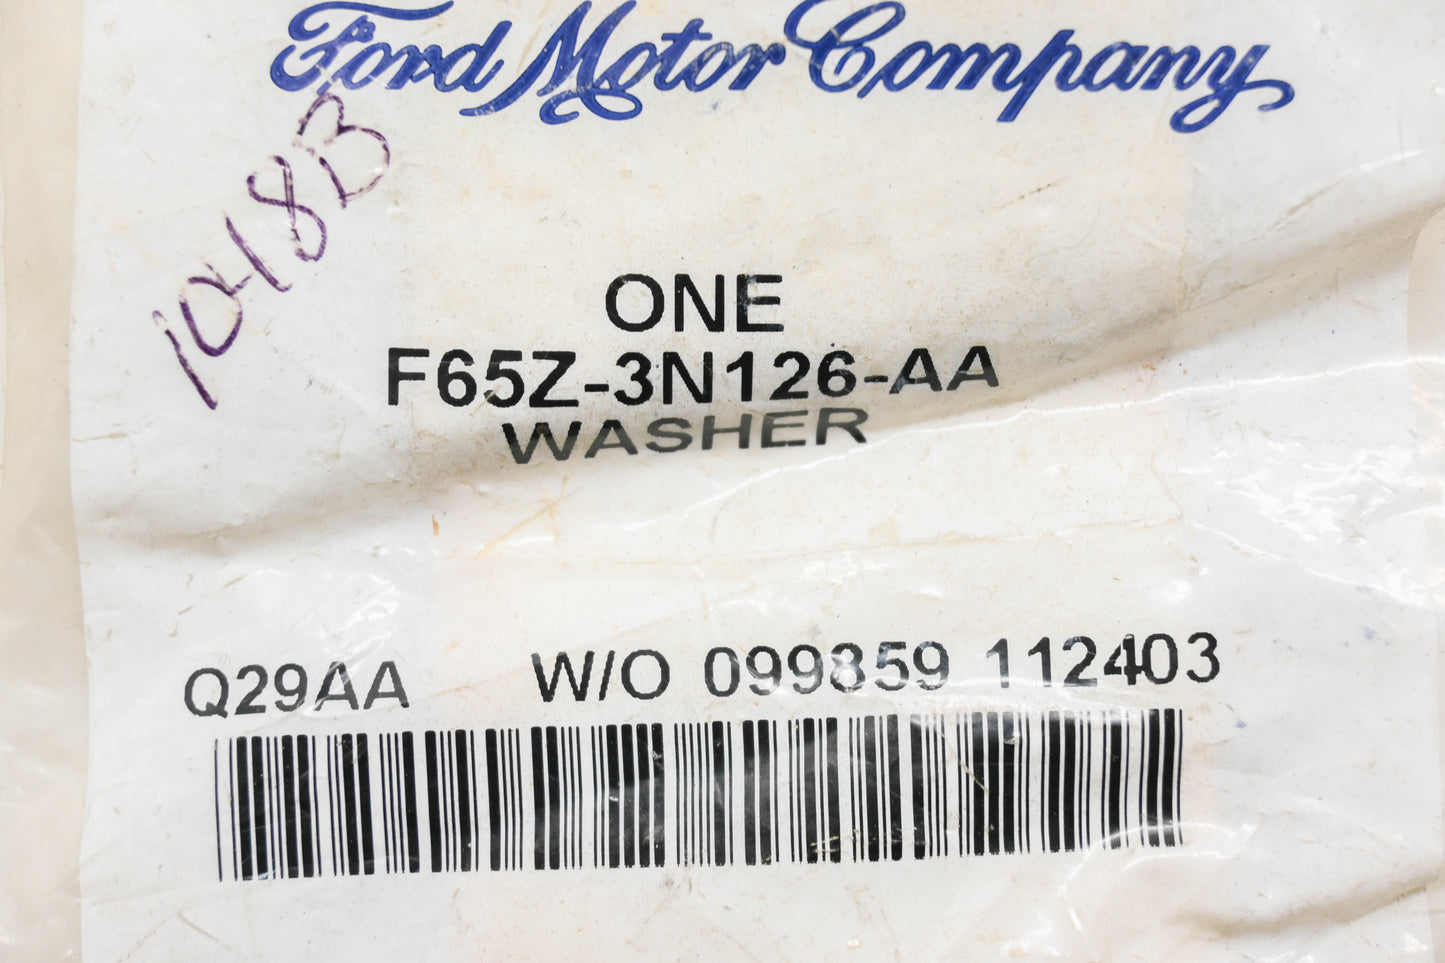 Ford Motor Company
10-18B
ONE
F65Z-3N126-AA
WASHER
Q29AA W/O 099859 112403